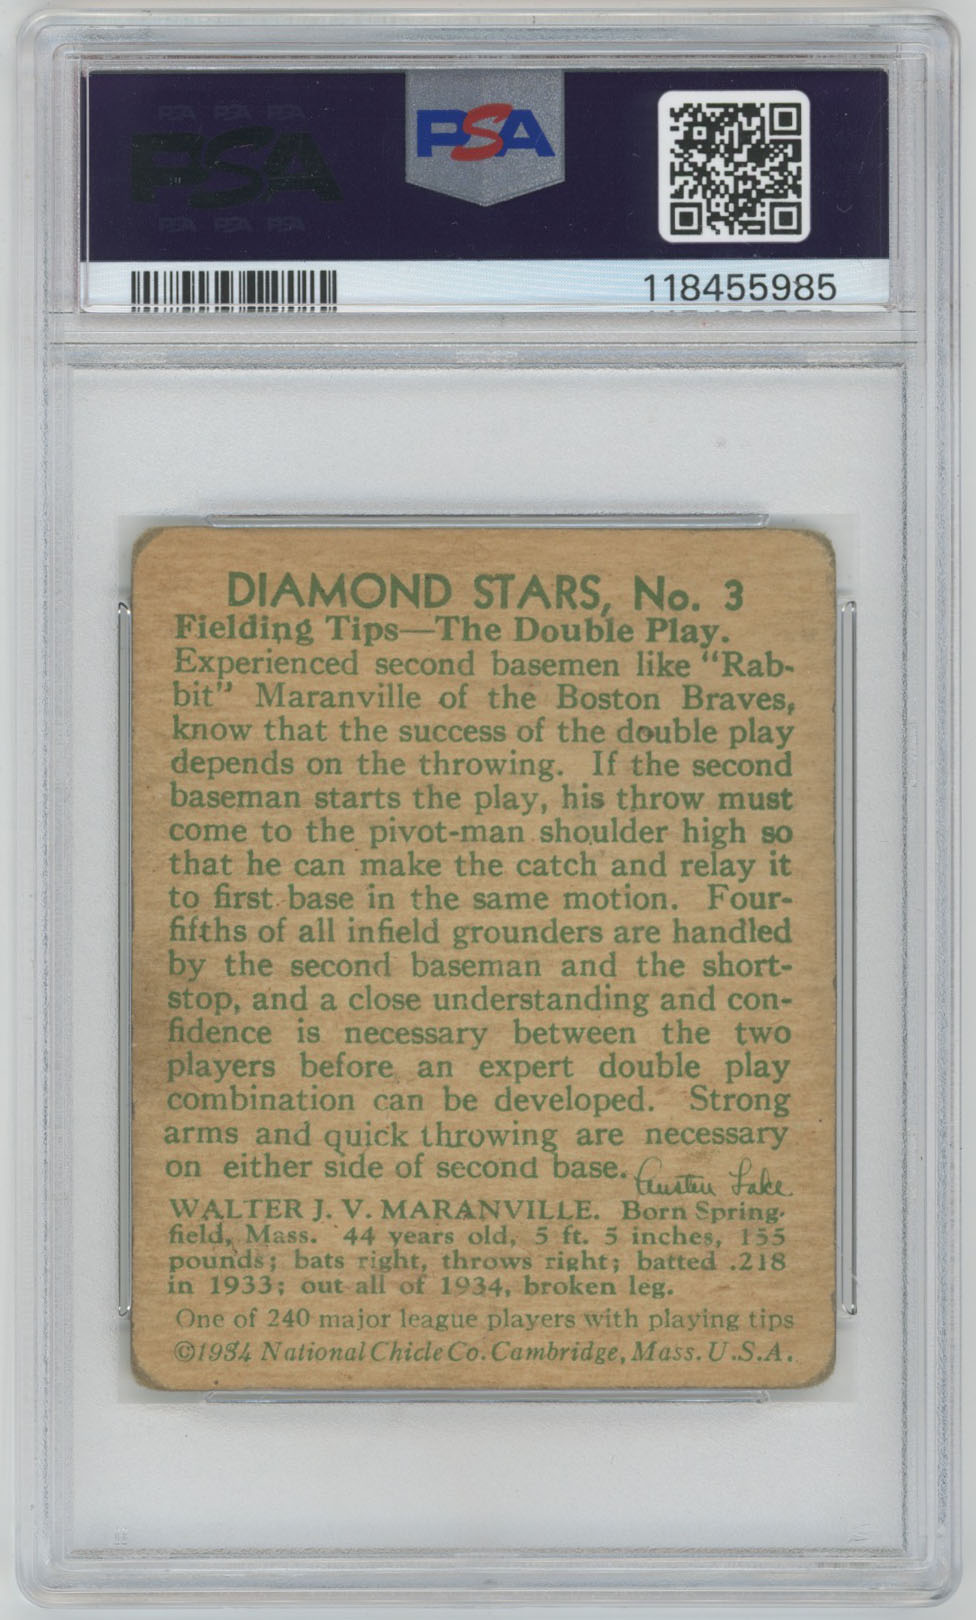 PSA PSA PSA
PSA
PSA PSA PSA
PSA
118455985
DIAMOND STARS, No. 3
Fielding Tips—The Double Play.
Experienced second basemen like "Rab-
bit" Maranville of the Boston Braves,
know that the success of the double play
depends on the throwing. If the second
baseman starts the play, his throw must
come to the pivot-man shoulder high so
that he can make the catch and relay it
to first base in the same motion. Four-
fifths of all infield grounders are handled
by the second baseman and the short-
stop, and a close understanding and con-
fidence is necessary between the two
players before an expert double play
combination can be developed. Strong
arms and quick throwing are necessary
on either side of second base. Austen Lake
WALTER J. V. MARANVILLE. Born Spring-
field, Mass. 44 years old, 5 ft. 5 inches, 155
pounds; bats right, throws right; batted .218
in 1933; out all of 1934, broken leg.
One of 240 major league players with playing tips
©1934 National Chicle Co. Cambridge, Mass. U.S.A.